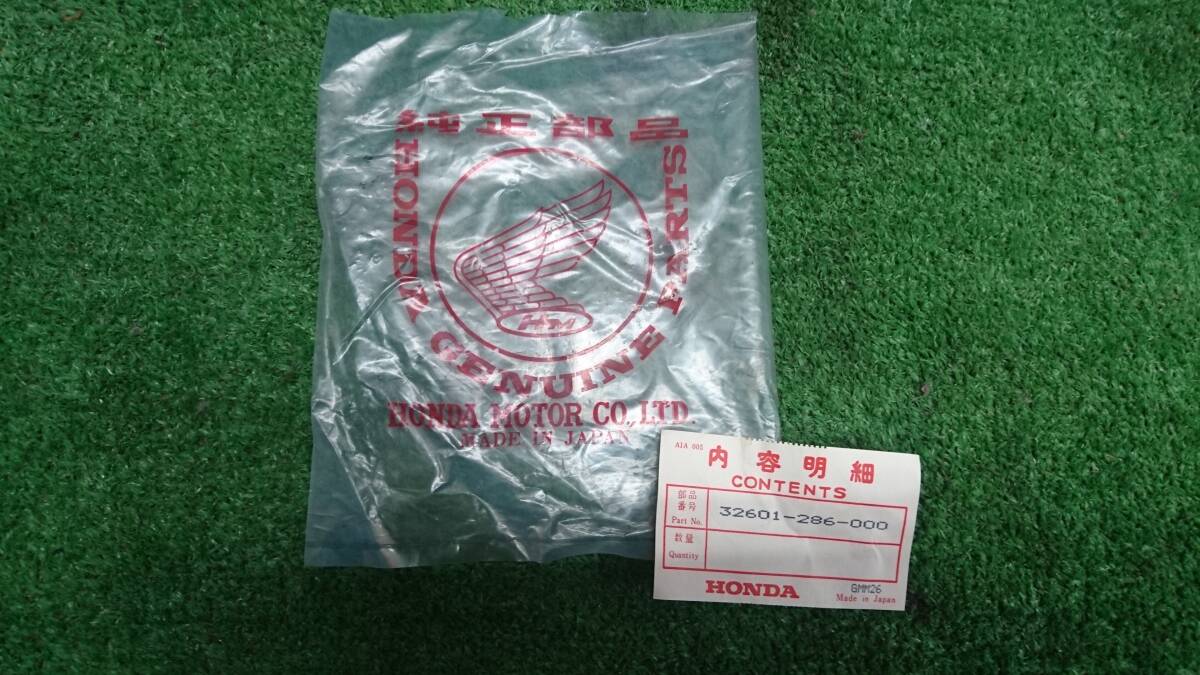 純正部品
HONDA GENUINE PARTS
HM
HONDA MOTOR CO., LTD.
MADE IN JAPAN
AIA 005
内容明細
CONTENTS
部品
番号
Part No.
32601-286-000
数量
Quantity
HONDA
GMM26
Made in Japan